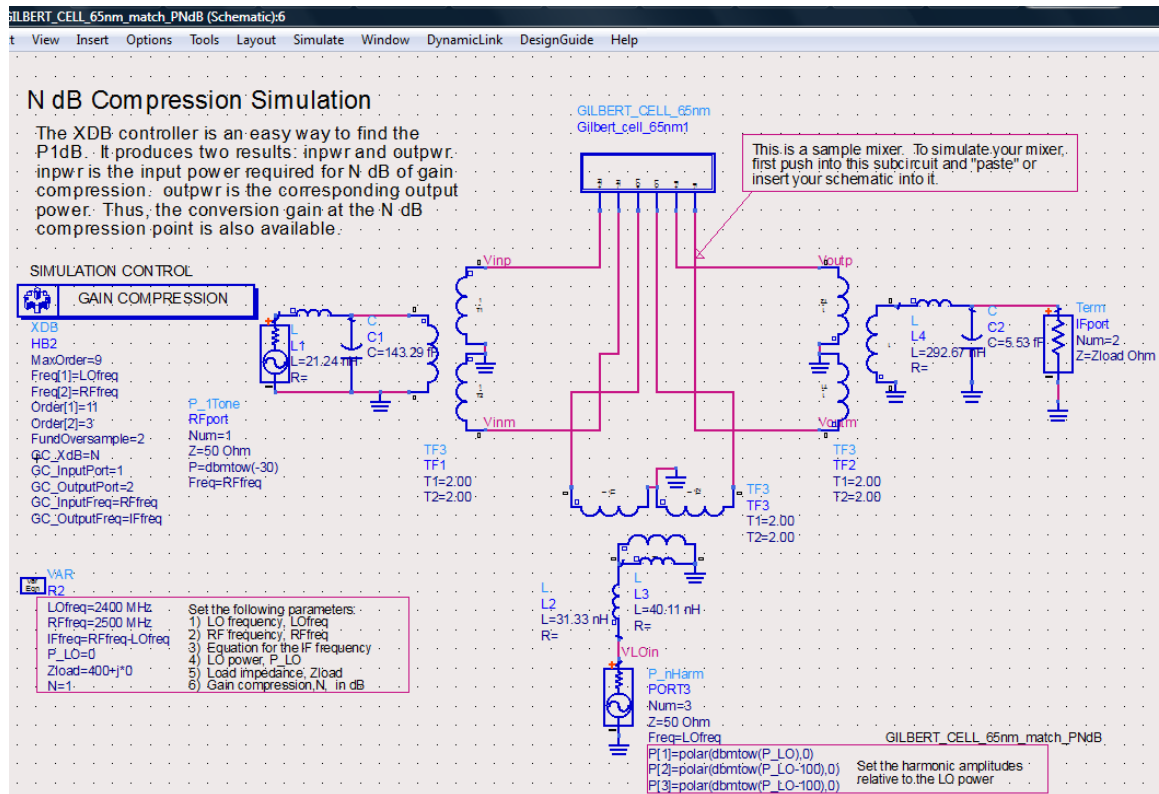 GILBERT_CELL_65nm_match_PNdB (Schematic):6
View Insert Options Tools Layout Simulate Window DynamicLink DesignGuide Help
N dB Compression Simulation
The XDB controller is an easy way to find the
P1dB. It produces two results: inpwr and outpwr.
inpwr is the input power required for N dB of gain
compression. outpwr is the corresponding output
power. Thus, the conversion gain at the N dB
compression point is also available.
GILBERT_CELL_65nm
Gilbert_cell_65nm1
This is a sample mixer. To simulate your mixer,
first push into this subcircuit and "paste" or
insert your schematic into it.
SIMULATION CONTROL
GAIN COMPRESSION
XDB
HB2
MaxOrder=9
Freq[1]=LOfreq
Freq[2]=RFfreq
Order[1]=11
Order[2]=3
FundOversample=2
GC_XdB=N
GC_InputPort=1
GC_OutputPort=2
GC_InputFreq=RFfreq
GC_OutputFreq=IFfreq
L
L1
L=21.24 nH
R=
C
C1
C=143.29 fF
P_1Tone
RFport
Num=1
Z=50 Ohm
P=dbmtow(-30)
Freq=RFfreq
Vinp
Vinm
TF3
TF1
T1=2.00
T2=2.00
Voutp
Voutm
TF3
TF2
T1=2.00
T2=2.00
L
L4
L=292.67 nH
R=
C
C2
C=5.53 fF
Term
IFport
Num=2
Z=Zload Ohm
TF3
TF3
T1=2.00
T2=2.00
L
L2
L=31.33 nH
R=
L
L3
L=40.11 nH
R=
VLOin
P_nHarm
PORT3
Num=3
Z=50 Ohm
Freq=LOfreq
P[1]=polar(dbmtow(P_LO),0)
P[2]=polar(dbmtow(P_LO-100),0)
P[3]=polar(dbmtow(P_LO-100),0)
GILBERT_CELL_65nm_match_PNdB
Set the harmonic amplitudes
relative to the LO power
Var
Eqn
VAR
R2
LOfreq=2400 MHz
RFfreq=2500 MHz
IFfreq=RFfreq-LOfreq
P_LO=0
Zload=400+j*0
N=1
Set the following parameters:
1) LO frequency, LOfreq
2) RF frequency, RFfreq
3) Equation for the IF frequency
4) LO power, P_LO
5) Load impedance, Zload
6) Gain compression,N, in dB